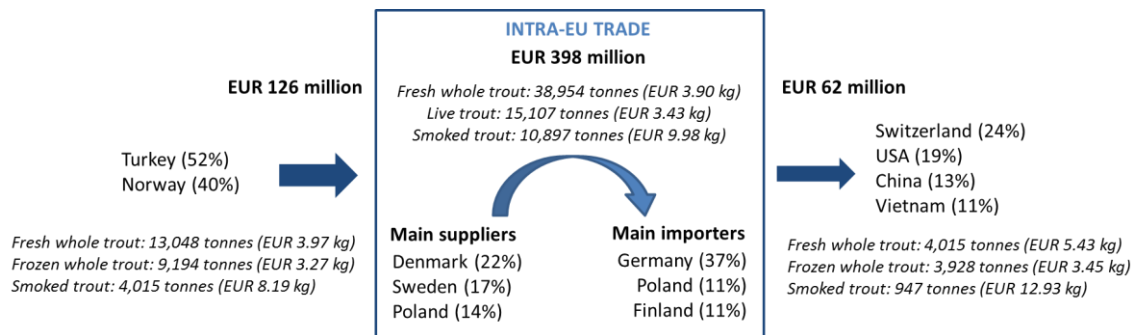 EUR 126 million
Turkey (52%)
Norway (40%)
Fresh whole trout: 13,048 tonnes (EUR 3.97 kg)
Frozen whole trout: 9,194 tonnes (EUR 3.27 kg)
Smoked trout: 4,015 tonnes (EUR 8.19 kg)
INTRA-EU TRADE
EUR 398 million
Fresh whole trout: 38,954 tonnes (EUR 3.90 kg)
Live trout: 15,107 tonnes (EUR 3.43 kg)
Smoked trout: 10,897 tonnes (EUR 9.98 kg)
Main suppliers
Denmark (22%)
Sweden (17%)
Poland (14%)
Main importers
Germany (37%)
Poland (11%)
Finland (11%)
EUR 62 million
Switzerland (24%)
USA (19%)
China (13%)
Vietnam (11%)
Fresh whole trout: 4,015 tonnes (EUR 5.43 kg)
Frozen whole trout: 3,928 tonnes (EUR 3.45 kg)
Smoked trout: 947 tonnes (EUR 12.93 kg)